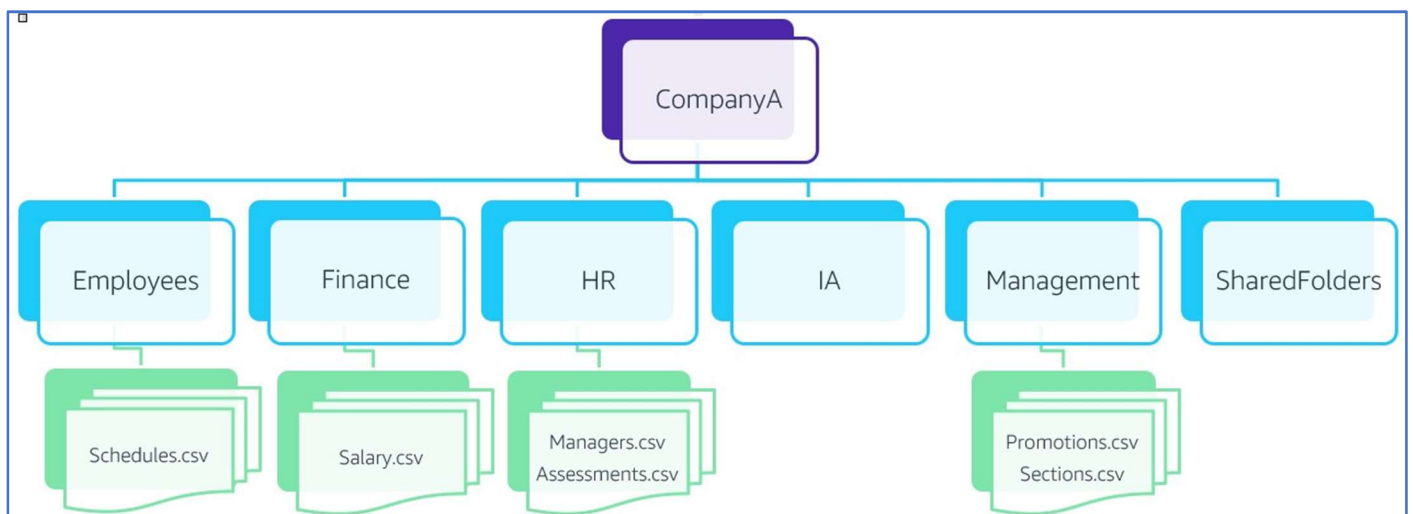 CompanyA
Employees
Finance
HR
IA
Management
SharedFolders
Schedules.csv
Salary.csv
Managers.csv
Assessments.csv
Promotions.csv
Sections.csv